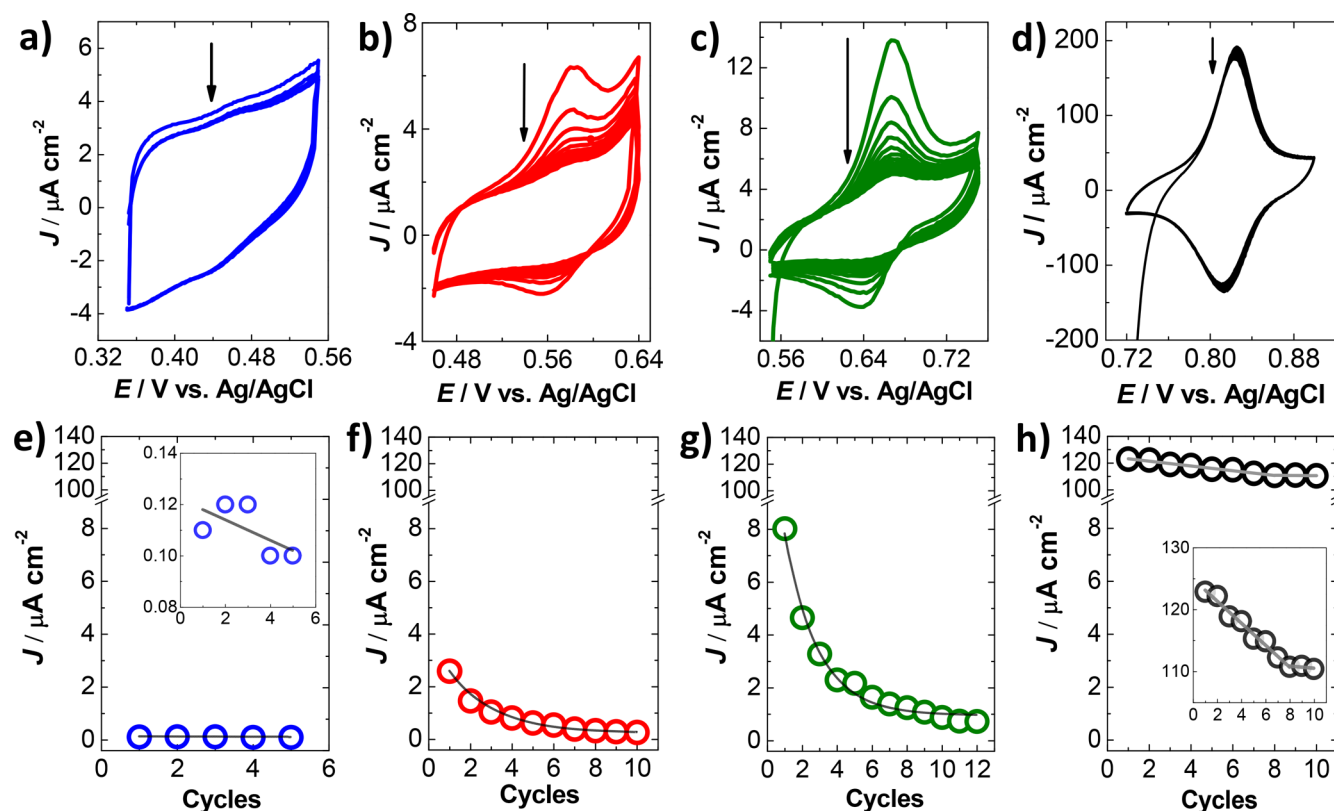 a)
J / μA cm-2
6
4
2
0
-2
-4
0.32 0.40 0.48 0.56
E / V vs. Ag/AgCl
b)
J / μA cm-2
8
4
0
-4
0.48 0.56 0.64
E / V vs. Ag/AgCl
c)
J / μA cm-2
12
8
4
0
-4
0.56 0.64 0.72
E / V vs. Ag/AgCl
d)
J / μA cm-2
200
100
0
-100
-200
0.72 0.80 0.88
E / V vs. Ag/AgCl
e)
J / μA cm-2
140
120
100
8
6
4
2
0
0.14
0.12
0.10
0.08
0 2 4 6
0 2 4 6
Cycles
f)
J / μA cm-2
140
120
100
8
6
4
2
0
0 2 4 6 8 10
Cycles
g)
J / μA cm-2
140
120
100
8
6
4
2
0
0 2 4 6 8 10 12
Cycles
h)
J / μA cm-2
140
120
100
8
6
4
2
0
130
120
110
0 2 4 6 8 10
0 2 4 6 8 10
Cycles